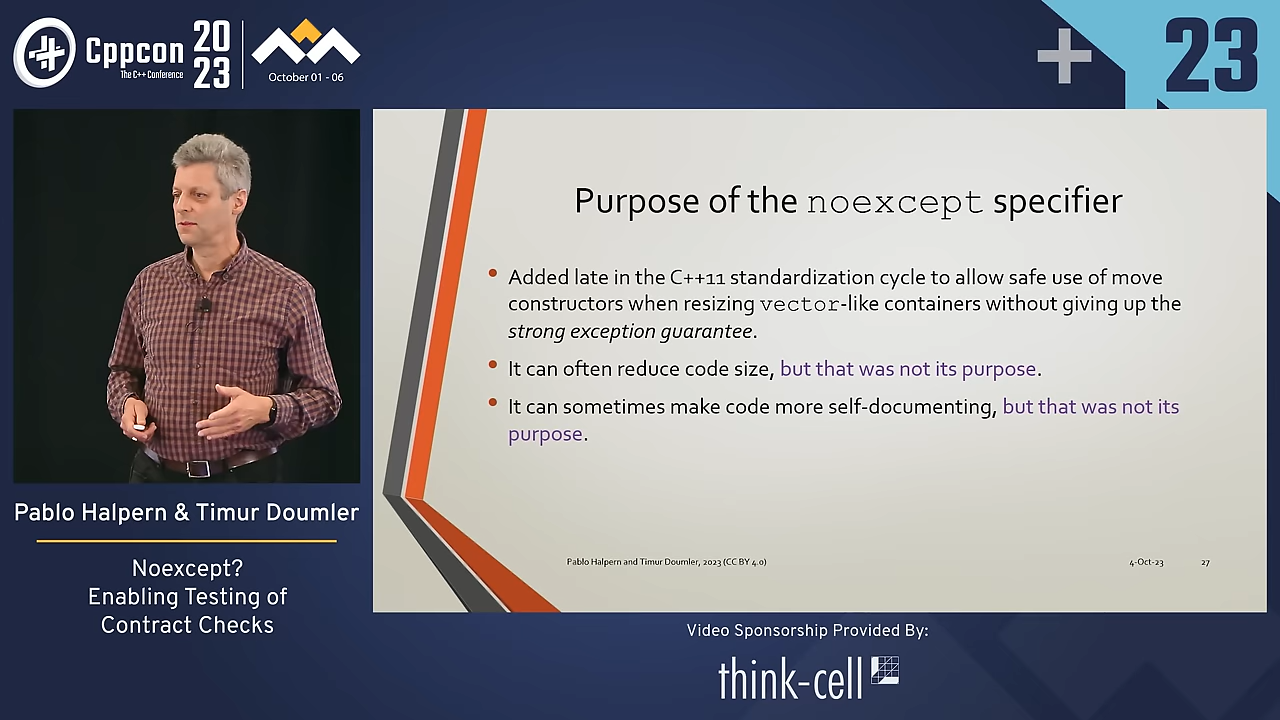 Cppcon
The C++ Conference
20
23
October 01 - 06
23
Purpose of the noexcept specifier
• Added late in the C++11 standardization cycle to allow safe use of move
constructors when resizing vector-like containers without giving up the
strong exception guarantee.
• It can often reduce code size, but that was not its purpose.
• It can sometimes make code more self-documenting, but that was not its
purpose.
Pablo Halpern and Timur Doumler, 2023 (CC BY 4.0)
4-Oct-23
27
Pablo Halpern & Timur Doumler
Noexcept?
Enabling Testing of
Contract Checks
Video Sponsorship Provided By:
think-cell